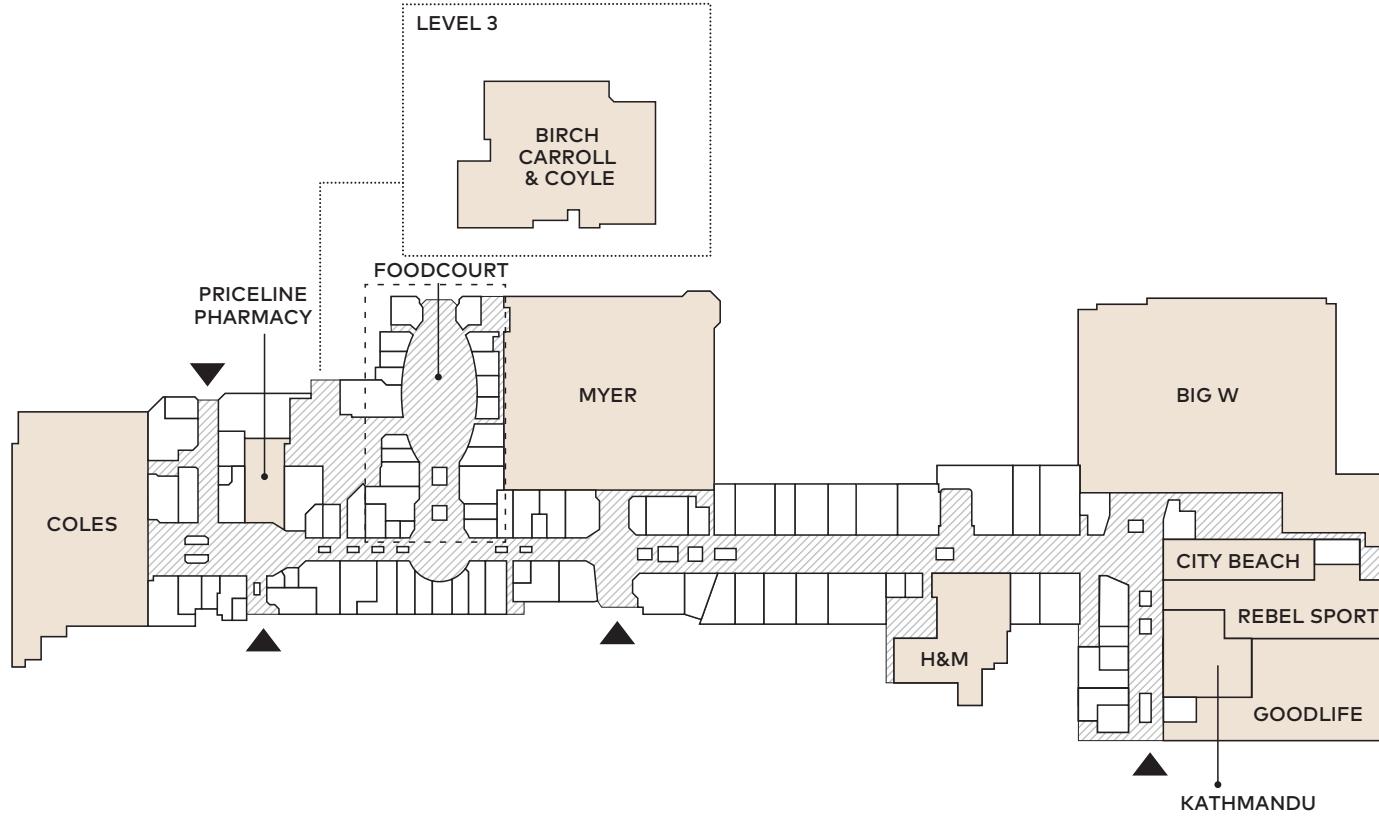 LEVEL 3
BIRCH
CARROLL
& COYLE
FOODCOURT
PRICELINE
PHARMACY
MYER
BIG W
COLES
CITY BEACH
REBEL SPORT
H&M
GOODLIFE
KATHMANDU